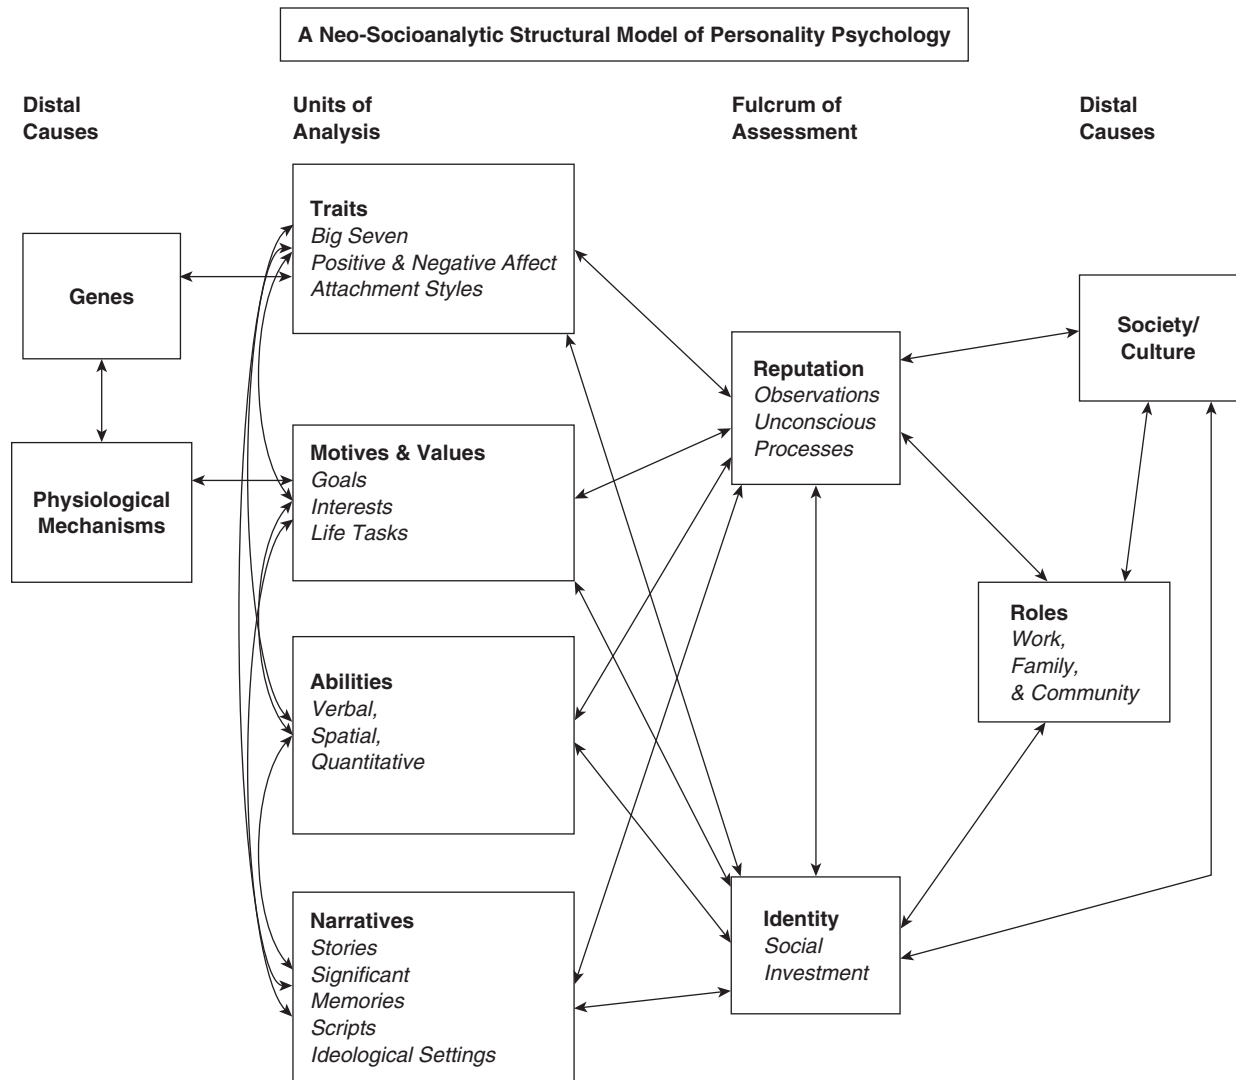 A Neo-Socioanalytic Structural Model of Personality Psychology
Distal
Causes
Units of
Analysis
Fulcrum of
Assessment
Distal
Causes
Genes
Physiological
Mechanisms
Traits
Big Seven
Positive & Negative Affect
Attachment Styles
Motives & Values
Goals
Interests
Life Tasks
Abilities
Verbal,
Spatial,
Quantitative
Narratives
Stories
Significant
Memories
Scripts
Ideological Settings
Reputation
Observations
Unconscious
Processes
Identity
Social
Investment
Society/
Culture
Roles
Work,
Family,
& Community